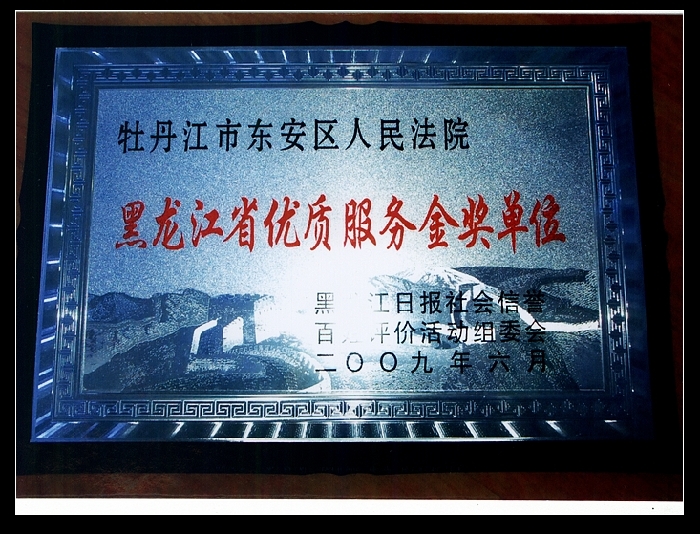 牡丹江市东安区人民法院
黑龙江省优质服务金奖单位
黑 江日报社会信誉
百 评价活动组委会
二〇〇九年六月